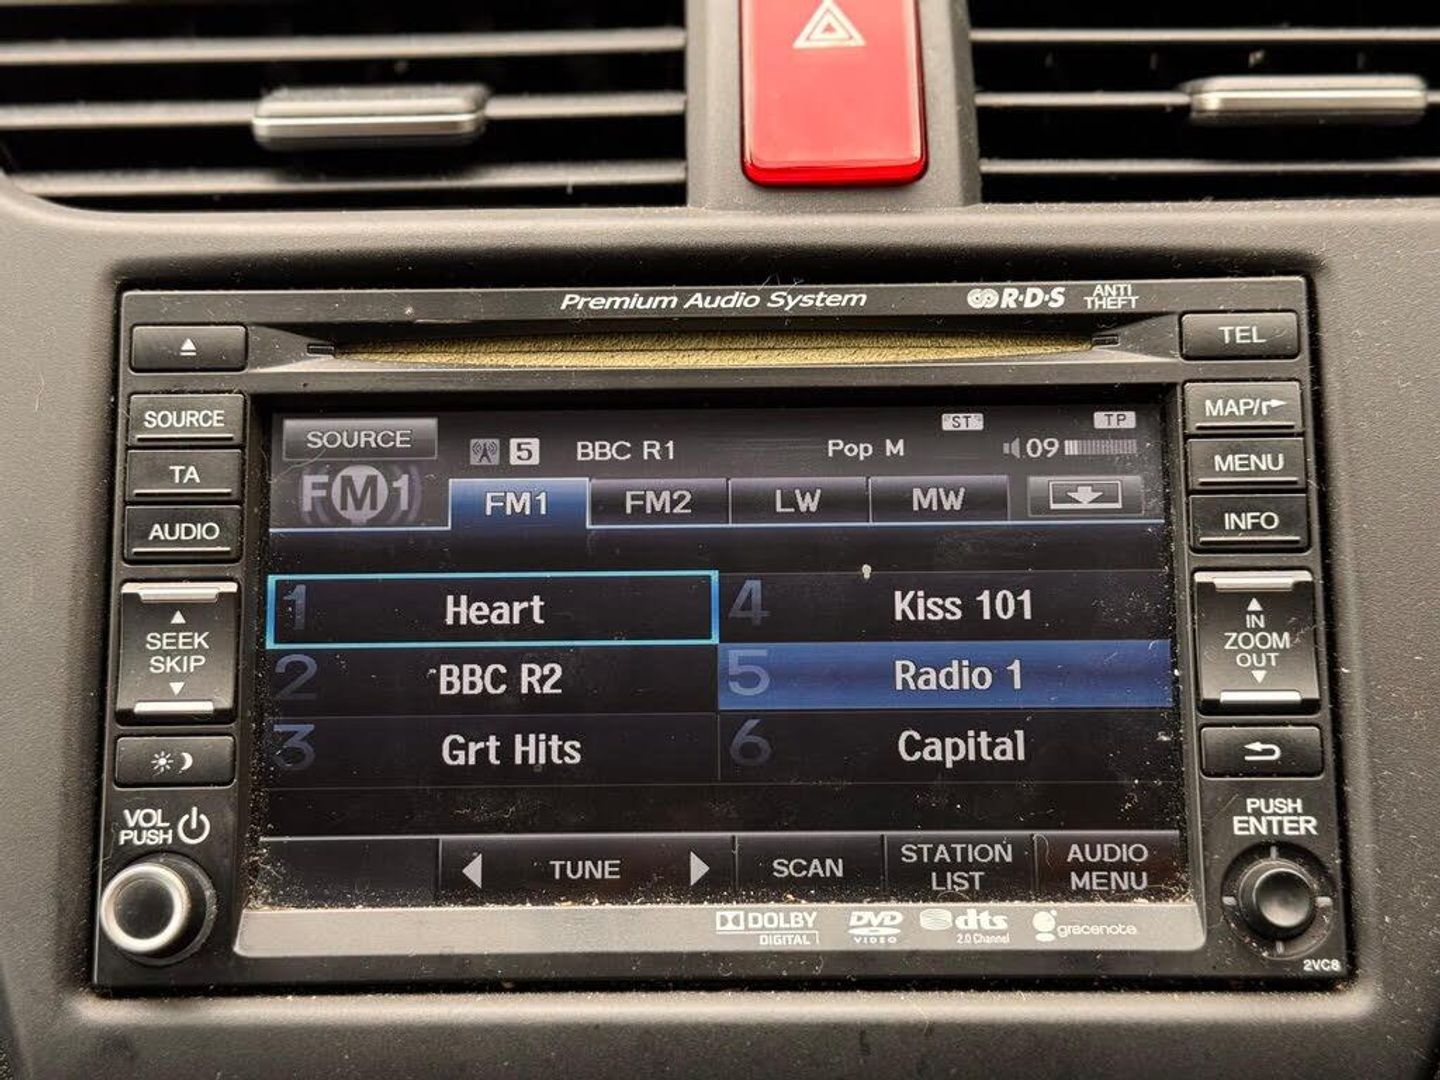 Premium Audio System R·D·S ANTI THEFT
TEL
SOURCE
TA
AUDIO
SEEK
SKIP
VOL
PUSH
SOURCE
5 BBC R1 Pop M ST TP 09
FM1
FM1 FM2 LW MW
1 Heart
2 BBC R2
3 Grt Hits
4 Kiss 101
5 Radio 1
6 Capital
TUNE SCAN STATION LIST AUDIO MENU
DOLBY DIGITAL DVD VIDEO dts 2.0 Channel gracenote
MAP/
MENU
INFO
IN
ZOOM
OUT
PUSH
ENTER
2VC8